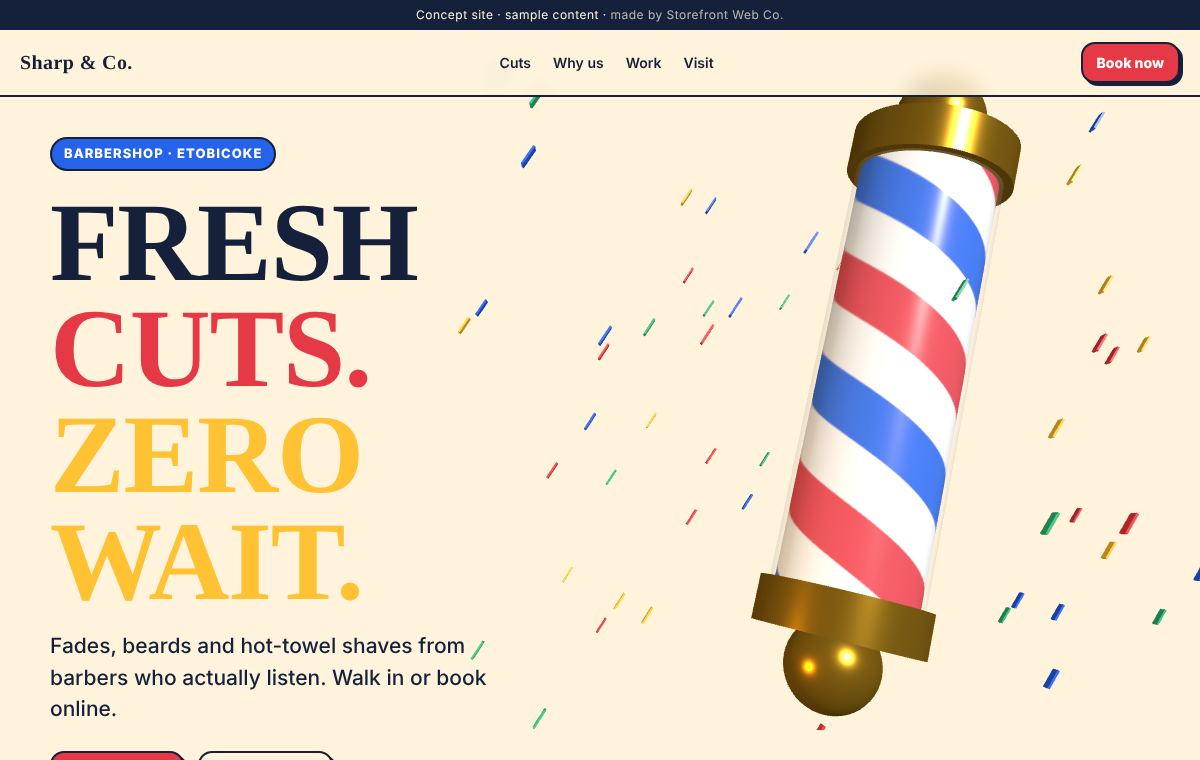 Concept site · sample content · made by Storefront Web Co.
Sharp & Co.
Cuts
Why us
Work
Visit
Book now
BARBERSHOP · ETOBICOKE
FRESH
CUTS.
ZERO
WAIT.
Fades, beards and hot-towel shaves from
barbers who actually listen. Walk in or book
online.